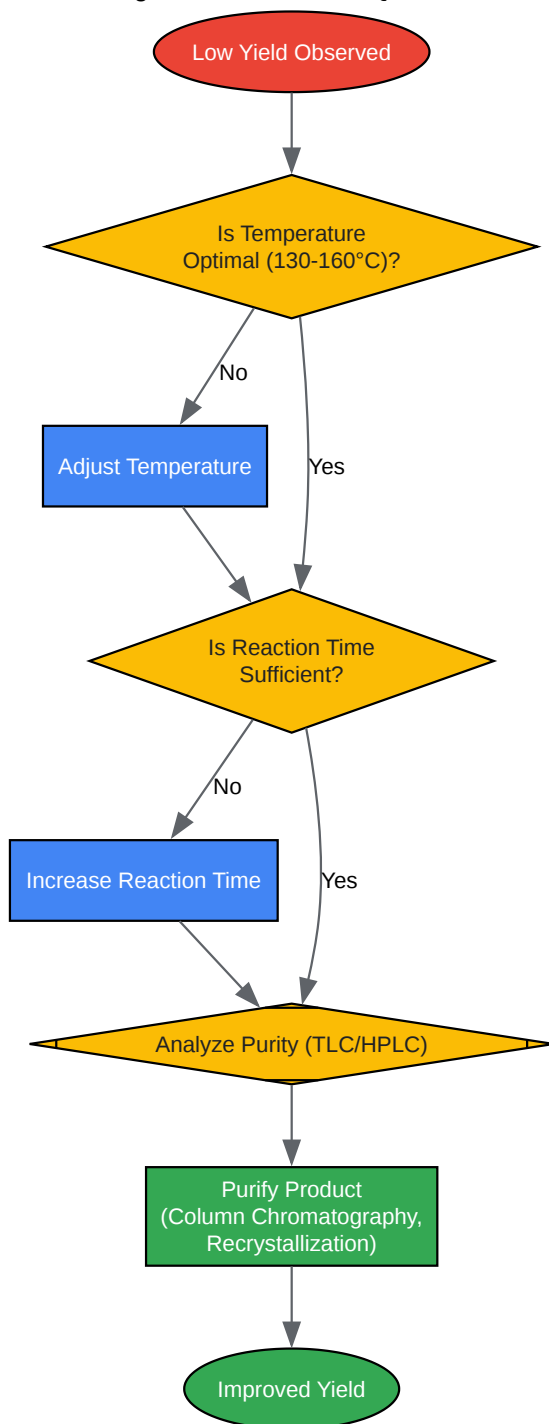 Low Yield Observed
Is Temperature
Optimal (130-160°C)?
No
Adjust Temperature
Yes
Is Reaction Time
Sufficient?
No
Increase Reaction Time
Yes
Analyze Purity (TLC/HPLC)
Purify Product
(Column Chromatography,
Recrystallization)
Improved Yield